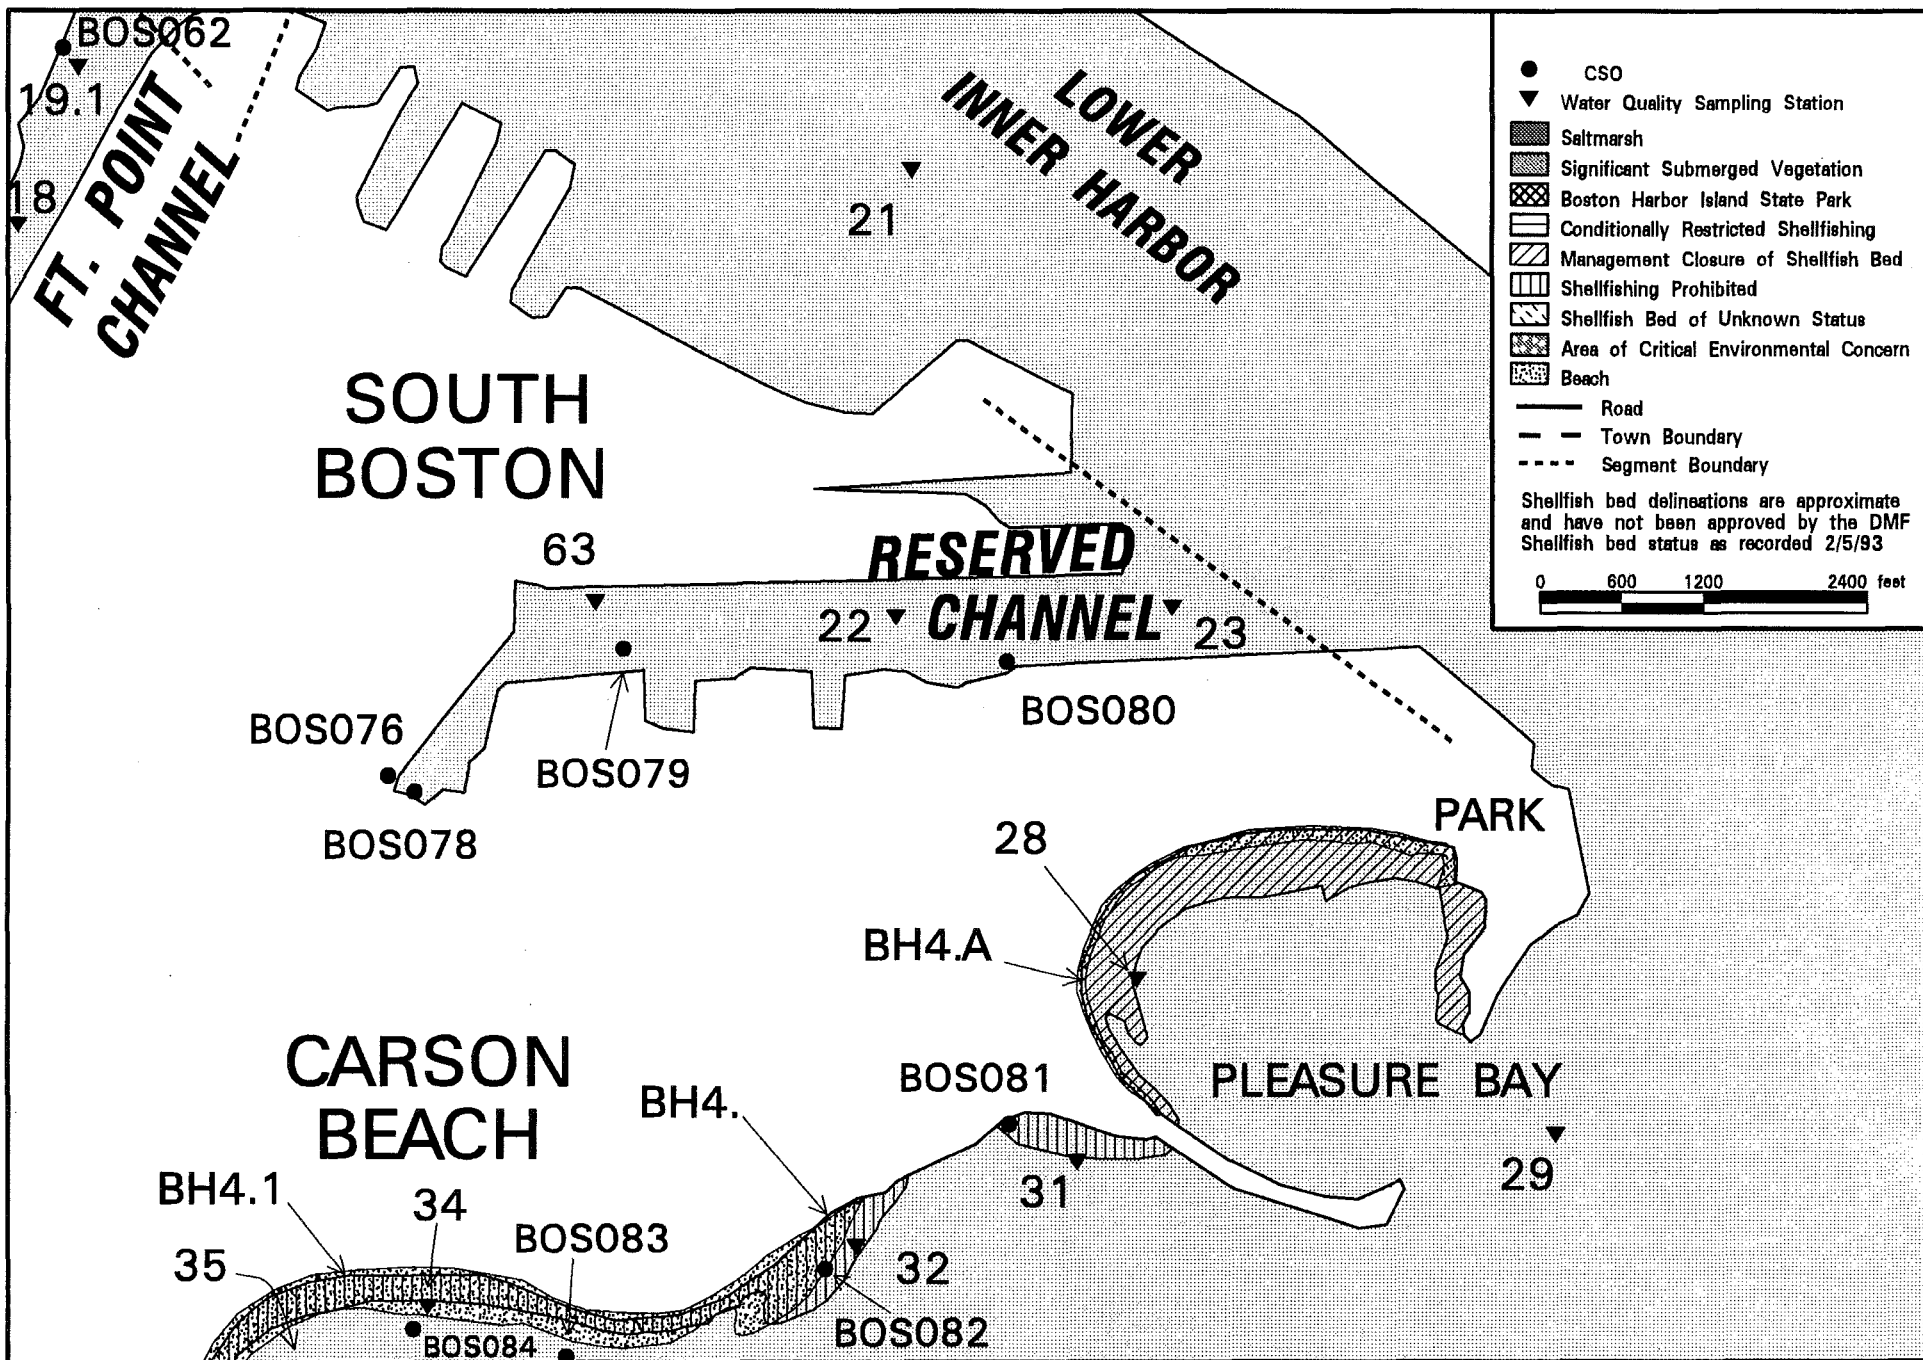 BOS062
19.1
18
FT. POINT
CHANNEL
LOWER
INNER HARBOR
21
SOUTH
BOSTON
63
RESERVED
CHANNEL
22
23
BOS076
BOS079
BOS078
BOS080
PARK
28
BH4.A
CARSON
BEACH
BOS081
PLEASURE BAY
BH4.
BH4.1
34
BOS083
31
29
35
32
BOS082
BOS084
CSO
Water Quality Sampling Station
Saltmarsh
Significant Submerged Vegetation
Boston Harbor Island State Park
Conditionally Restricted Shellfishing
Management Closure of Shellfish Bed
Shellfishing Prohibited
Shellfish Bed of Unknown Status
Area of Critical Environmental Concern
Beach
Road
Town Boundary
Segment Boundary
Shellfish bed delineations are approximate
and have not been approved by the DMF
Shellfish bed status as recorded 2/5/93
0 600 1200 2400 feet